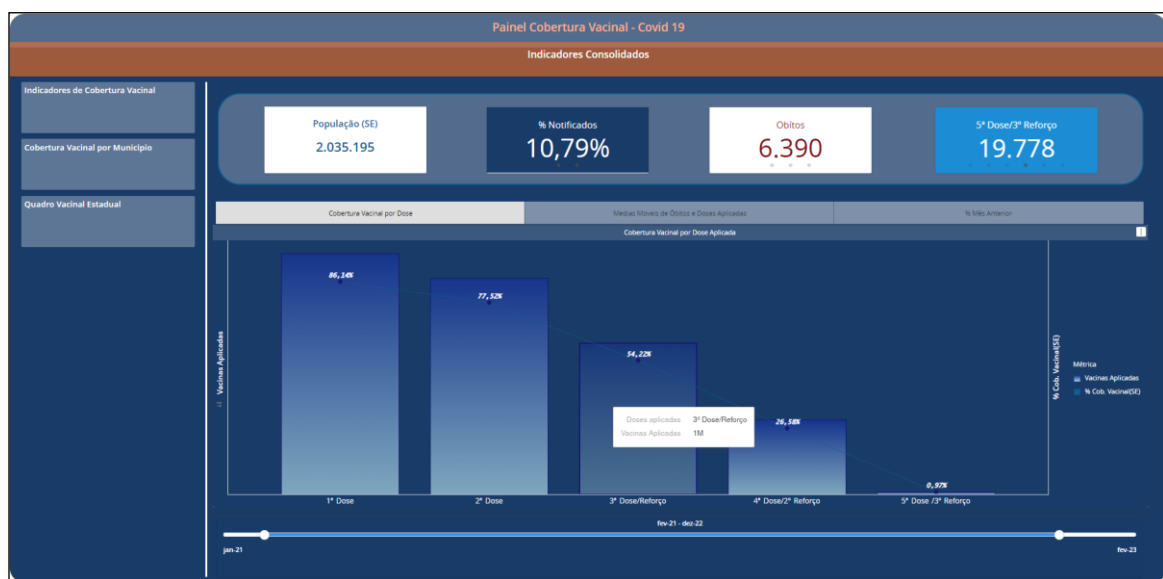 Painel Cobertura Vacinal - Covid 19
Indicadores Consolidados
Indicadores de Cobertura Vacinal
Cobertura Vacinal por Municipio
Quadro Vacinal Estadual
População (SE)
2.035.195
% Notificados
10,79%
Obítos
6.390
5ª Dose/3º Reforço
19.778
Cobertura Vacinal por Dose
Medias Moveis de Óbitos e Doses Aplicadas
% Mês Anterior
Cobertura Vacinal por Dose Aplicada
Vacinas Aplicadas
86,14%
77,52%
54,22%
26,58%
0,97%
Doses aplicadas 3ª Dose/Reforço
Vacinas Aplicadas 1M
1ª Dose
2ª Dose
3ª Dose/Reforço
4ª Dose/2º Reforço
5ª Dose /3º Reforço
% Cob. Vacinal(SE)
Métrica
Vacinas Aplicadas
% Cob. Vacinal(SE)
fev-21 - dez-22
jan-21
fev-23